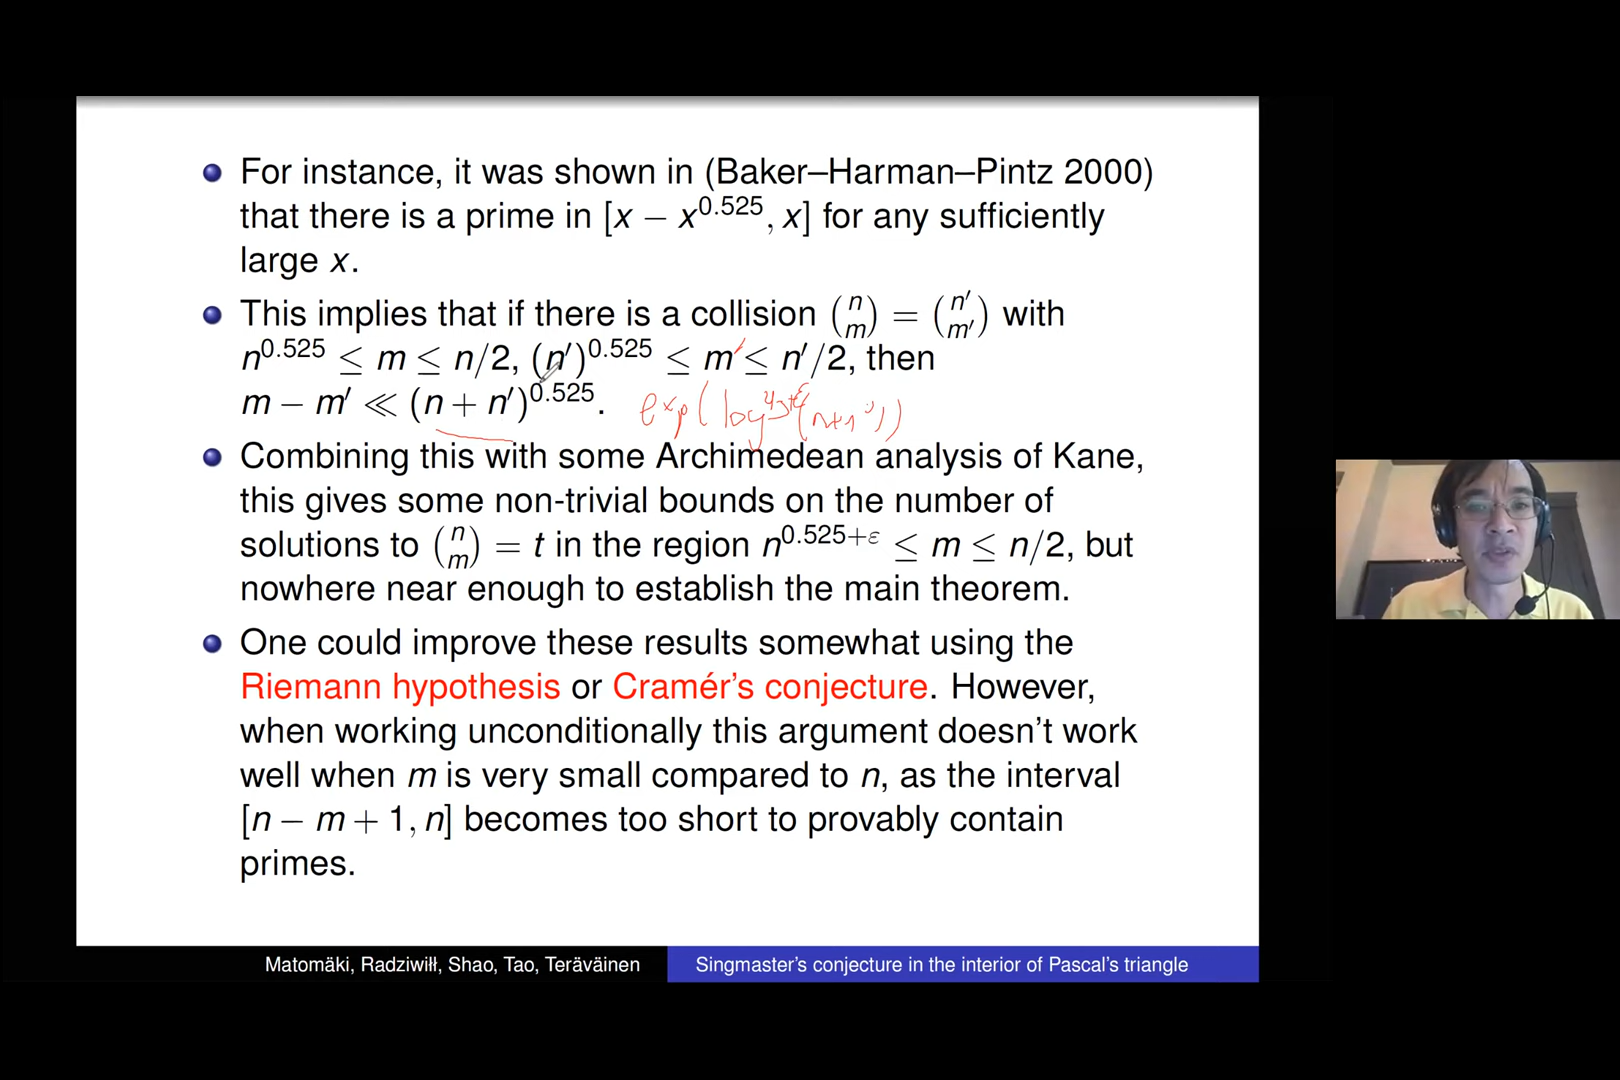 • For instance, it was shown in (Baker–Harman–Pintz 2000)
that there is a prime in [x − x^0.525, x] for any sufficiently
large x.
• This implies that if there is a collision (n m) = (n′ m′) with
n^0.525 ≤ m ≤ n/2, (n′)^0.525 ≤ m′ ≤ n′/2, then
m − m′ ≪ (n + n′)^0.525. exp(log^(2/3+ε)(n+n′))
• Combining this with some Archimedean analysis of Kane,
this gives some non-trivial bounds on the number of
solutions to (n m) = t in the region n^(0.525+ε) ≤ m ≤ n/2, but
nowhere near enough to establish the main theorem.
• One could improve these results somewhat using the
Riemann hypothesis or Cramér's conjecture. However,
when working unconditionally this argument doesn't work
well when m is very small compared to n, as the interval
[n − m + 1, n] becomes too short to provably contain
primes.
Matomäki, Radziwiłł, Shao, Tao, Teräväinen Singmaster's conjecture in the interior of Pascal's triangle